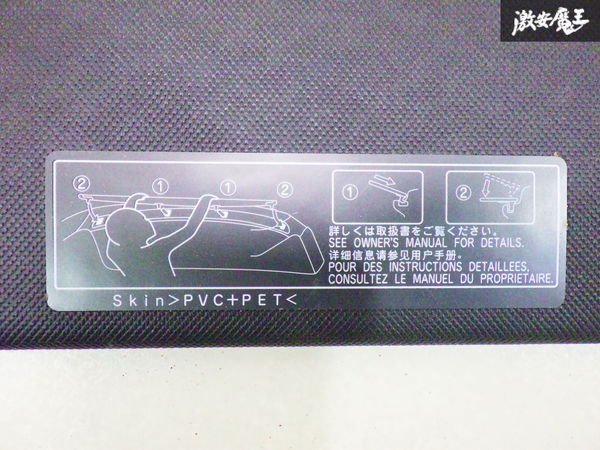 激安魔王
② ① ① ②
①
②
詳しくは取扱書をご覧ください。
SEE OWNER'S MANUAL FOR DETAILS.
详细信息请参见用户手册。
POUR DES INSTRUCTIONS DETAILLEES,
CONSULTEZ LE MANUEL DU PROPRIETAIRE.
Skin>PVC+PET<